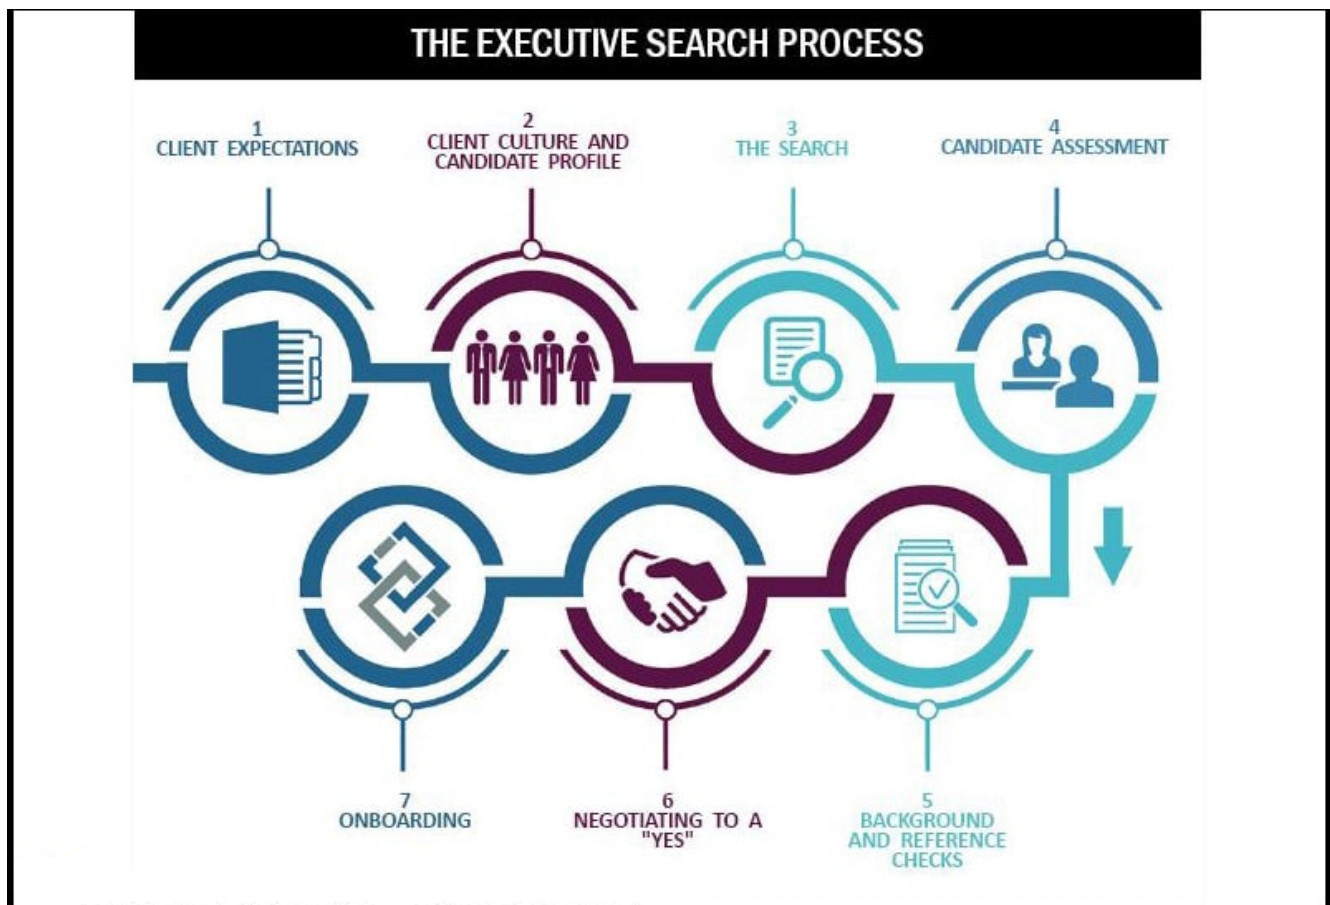 THE EXECUTIVE SEARCH PROCESS
1
CLIENT EXPECTATIONS
2
CLIENT CULTURE AND
CANDIDATE PROFILE
3
THE SEARCH
4
CANDIDATE ASSESSMENT
5
BACKGROUND
AND REFERENCE
CHECKS
6
NEGOTIATING TO A
"YES"
7
ONBOARDING